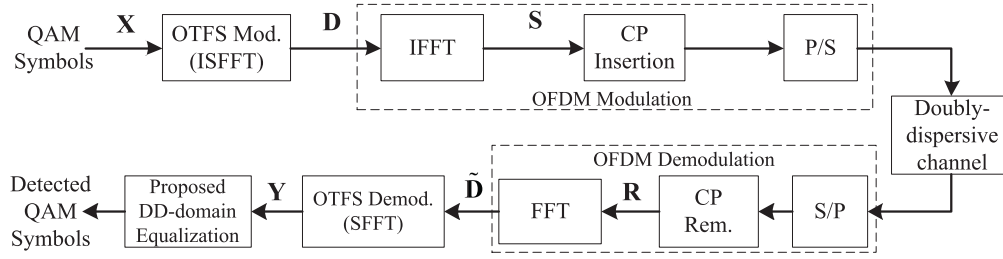 QAM
Symbols
X
OTFS Mod.
(ISFFT)
D
IFFT
S
CP
Insertion
P/S
OFDM Modulation
Doubly-
dispersive
channel
OFDM Demodulation
S/P
CP
Rem.
R
FFT
D̃
OTFS Demod.
(SFFT)
Y
Proposed
DD-domain
Equalization
Detected
QAM
Symbols